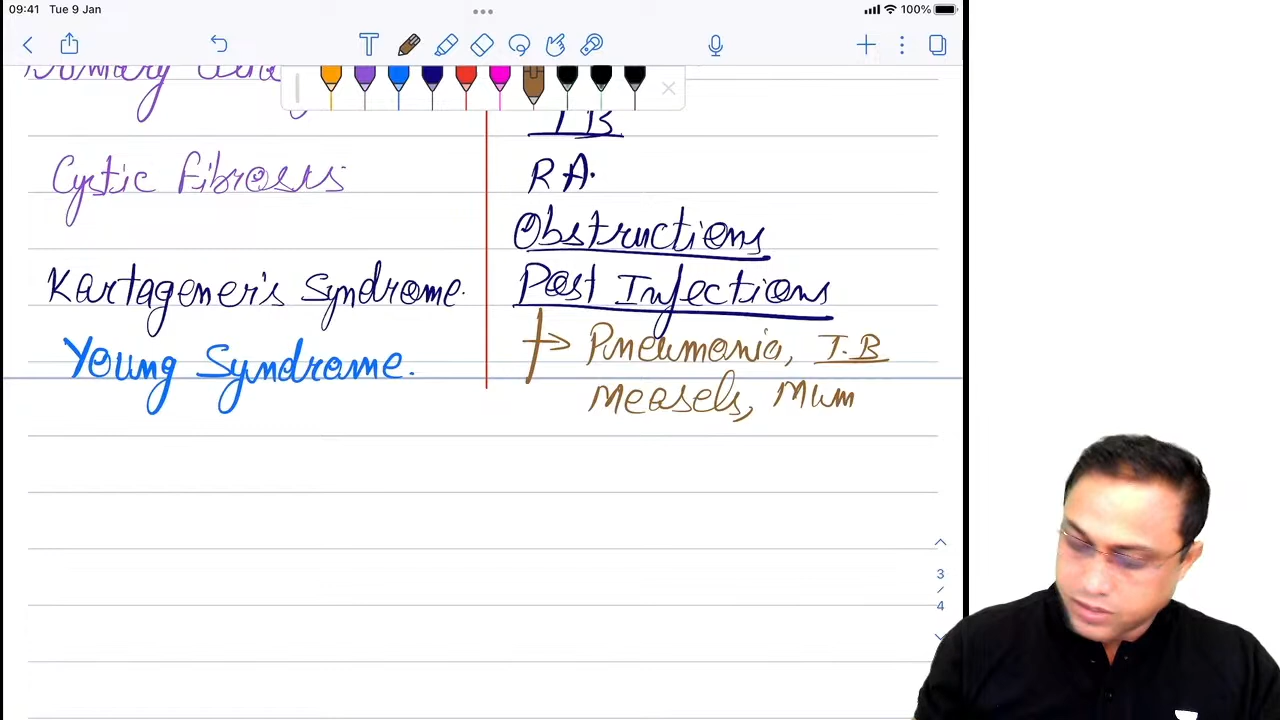 09:41 Tue 9 Jan
100%
T
Primary
T B
Cystic Fibrosis
R A.
Obstructions
Kartagener's Syndrome.
Post Infections
Young Syndrome.
Pneumonia, T.B
Measels, Mum
3
4